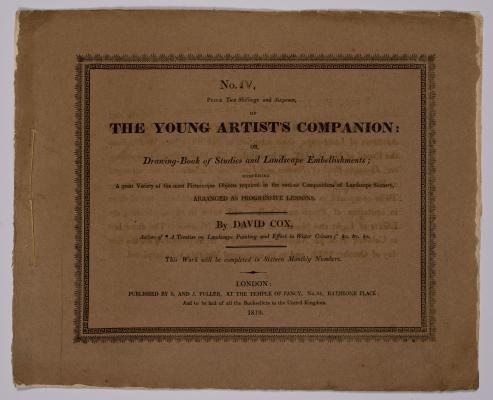 No. IV,
PRICE Two Shillings and Sixpence,
OF
THE YOUNG ARTIST'S COMPANION:
OR,
Drawing-Book of Studies and Landscape Embellishments;
COMPRISING
A great Variety of the most Picturesque Objects required in the various Compositions of Landscape Scenery,
ARRANGED AS PROGRESSIVE LESSONS.
By DAVID COX,
Author of "A Treatise on Landscape Painting and Effect in Water Colours;" &c. &c. &c.
This Work will be completed in Sixteen Monthly Numbers.
LONDON:
PUBLISHED BY S. AND J. FULLER, AT THE TEMPLE OF FANCY, No. 34, RATHBONE PLACE;
And to be had of all the Booksellers in the United Kingdom.
1819.